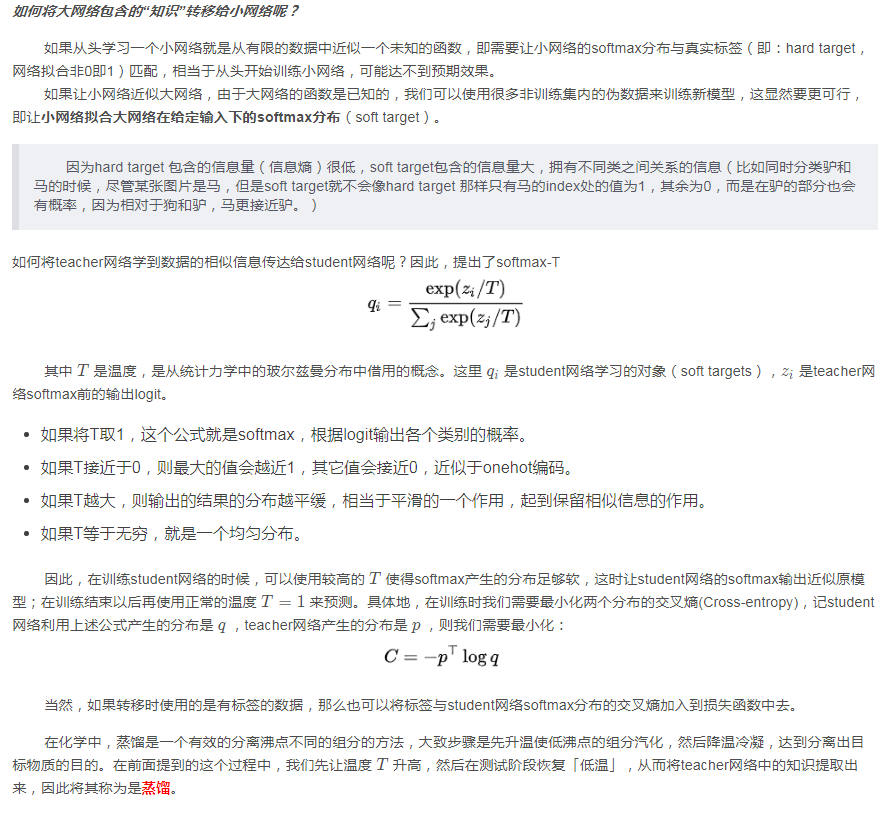 如何将大网络包含的“知识”转移给小网络呢？
如果从头学习一个小网络就是从有限的数据中近似一个未知的函数，即需要让小网络的softmax分布与真实标签（即：hard target，
网络拟合非0即1）匹配，相当于从头开始训练小网络，可能达不到预期效果。
如果让小网络近似大网络，由于大网络的函数是已知的，我们可以使用很多非训练集内的伪数据来训练新模型，这显然要更可行，
即让小网络拟合大网络在给定输入下的softmax分布（soft target）。
因为hard target 包含的信息量（信息熵）很低，soft target包含的信息量大，拥有不同类之间关系的信息（比如同时分类驴和
马的时候，尽管某张图片是马，但是soft target就不会像hard target 那样只有马的index处的值为1，其余为0，而是在驴的部分也会
有概率，因为相对于狗和驴，马更接近驴。）
如何将teacher网络学到数据的相似信息传达给student网络呢？因此，提出了softmax-T
q_i = exp(z_i/T) / ∑_j exp(z_j/T)
其中 T 是温度，是从统计力学中的玻尔兹曼分布中借用的概念。这里 q_i 是student网络学习的对象（soft targets），z_i 是teacher网
络softmax前的输出logit。
• 如果将T取1，这个公式就是softmax，根据logit输出各个类别的概率。
• 如果T接近于0，则最大的值会越近1，其它值会接近0，近似于onehot编码。
• 如果T越大，则输出的结果的分布越平缓，相当于平滑的一个作用，起到保留相似信息的作用。
• 如果T等于无穷，就是一个均匀分布。
因此，在训练student网络的时候，可以使用较高的 T 使得softmax产生的分布足够软，这时让student网络的softmax输出近似原模
型；在训练结束以后再使用正常的温度 T = 1 来预测。具体地，在训练时我们需要最小化两个分布的交叉熵(Cross-entropy)，记student
网络利用上述公式产生的分布是 q ，teacher网络产生的分布是 p ，则我们需要最小化：
C = −p⊤ log q
当然，如果转移时使用的是有标签的数据，那么也可以将标签与student网络softmax分布的交叉熵加入到损失函数中去。
在化学中，蒸馏是一个有效的分离沸点不同的组分的方法，大致步骤是先升温使低沸点的组分汽化，然后降温冷凝，达到分离出目
标物质的目的。在前面提到的这个过程中，我们先让温度 T 升高，然后在测试阶段恢复「低温」，从而将teacher网络中的知识提取出
来，因此将其称为是蒸馏。